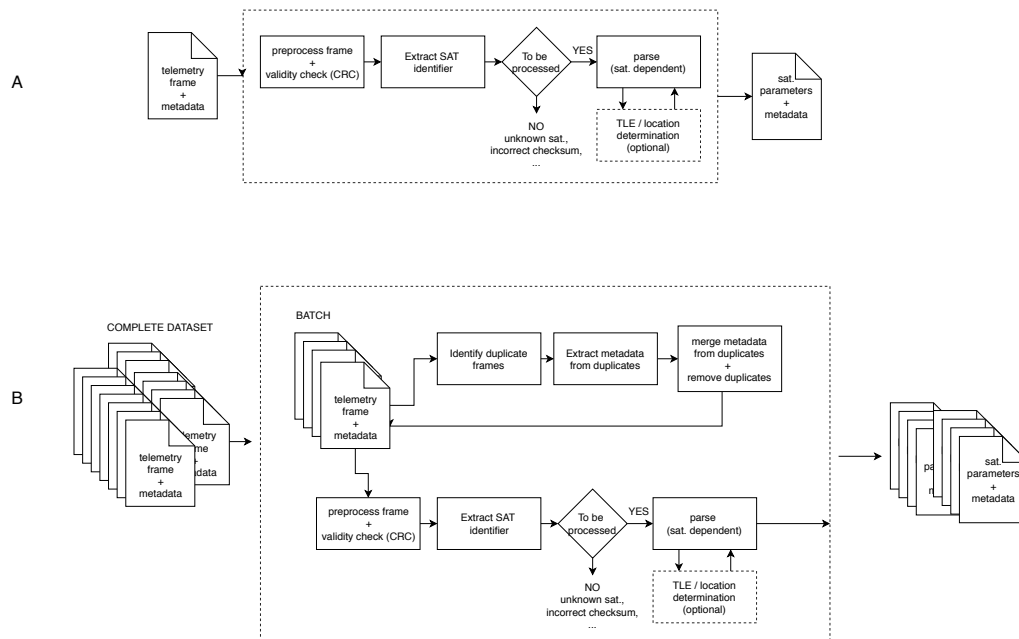 A
telemetry
frame
+
metadata
preprocess frame
+
validity check (CRC)
Extract SAT
identifier
To be
processed
YES
NO
unknown sat.,
incorrect checksum,
...
parse
(sat. dependent)
TLE / location
determination
(optional)
sat.
parameters
+
metadata
B
COMPLETE DATASET
telemetry
frame
+
metadata
BATCH
telemetry
frame
+
metadata
Identify duplicate
frames
Extract metadata
from duplicates
merge metadata
from duplicates
+
remove duplicates
preprocess frame
+
validity check (CRC)
Extract SAT
identifier
To be
processed
YES
NO
unknown sat.,
incorrect checksum,
...
parse
(sat. dependent)
TLE / location
determination
(optional)
sat.
parameters
+
metadata